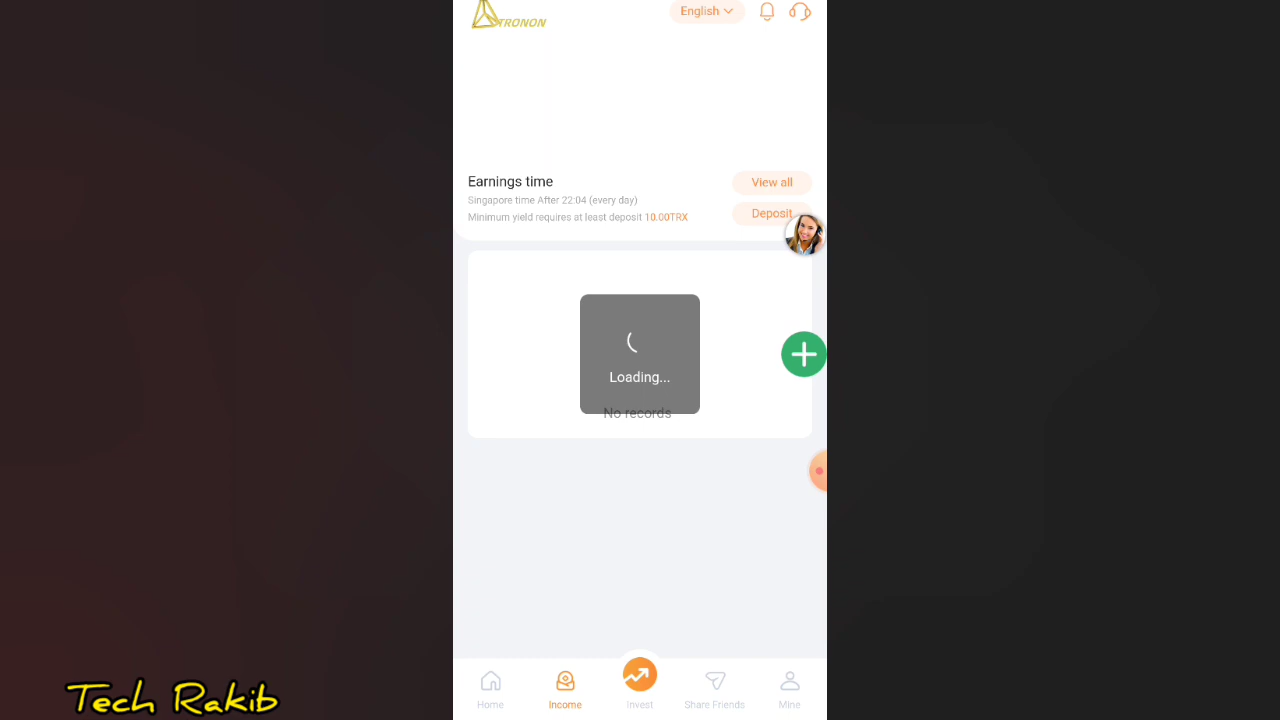 TRONON
English
Earnings time
View all
Singapore time After 22:04 (every day)
Minimum yield requires at least deposit 10.00TRX
Deposit
Loading...
No records
Home
Income
Invest
Share Friends
Mine
Tech Rakib